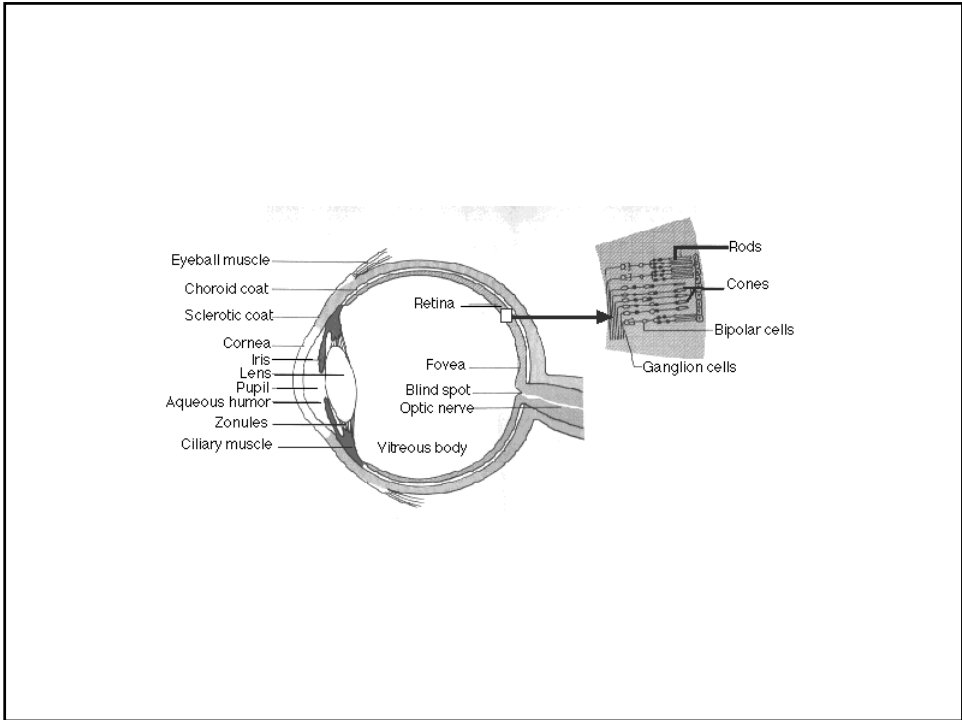 Eyeball muscle
Choroid coat
Sclerotic coat
Cornea
Iris
Lens
Pupil
Aqueous humor
Zonules
Ciliary muscle
Retina
Fovea
Blind spot
Optic nerve
Vitreous body
Rods
Cones
Bipolar cells
Ganglion cells